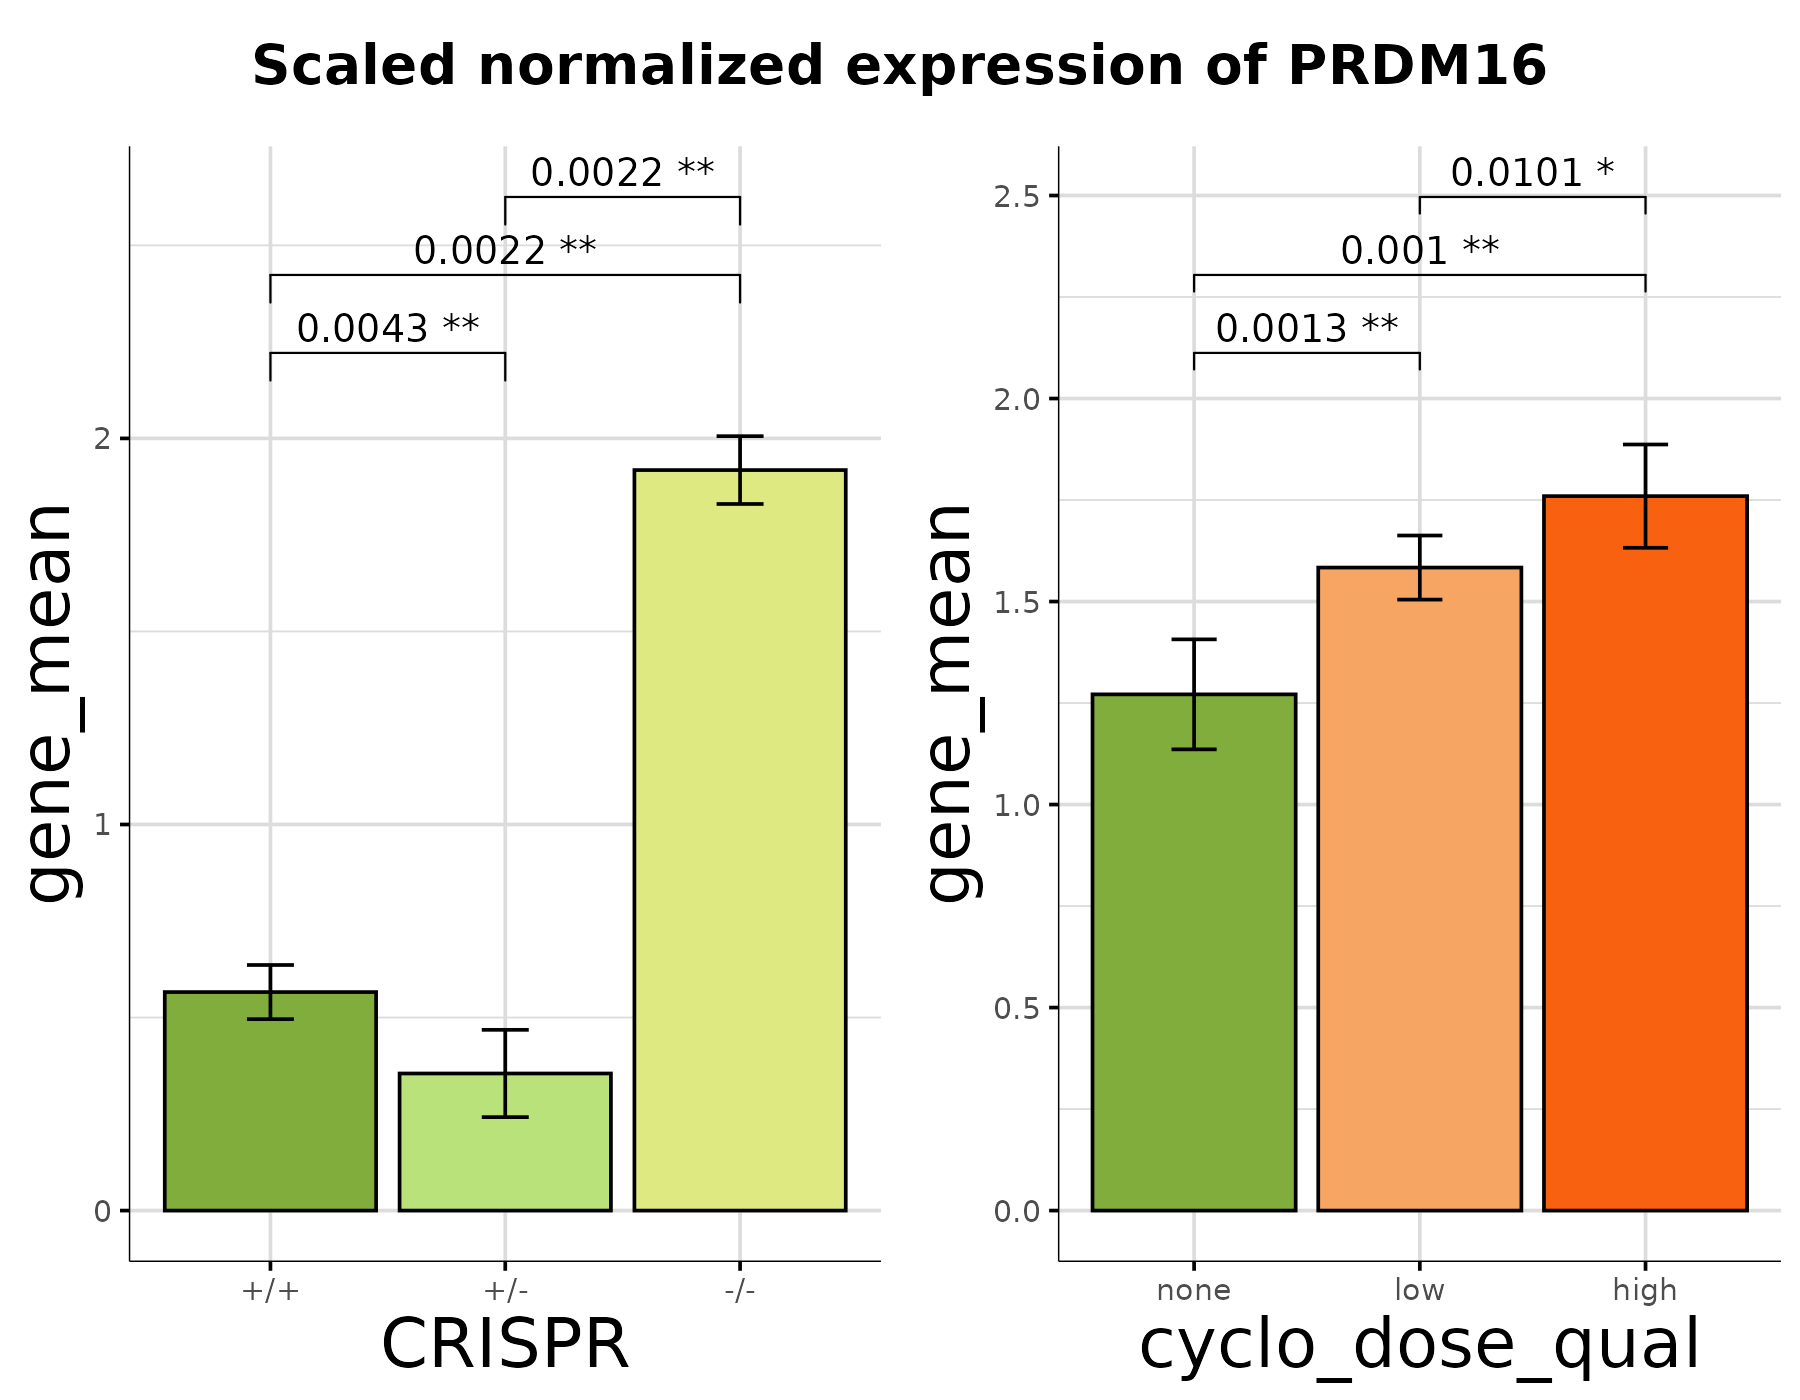 Scaled normalized expression of PRDM16
gene_mean
0.0022 **
0.0022 **
0.0043 **
2
1
0
+/+ +/- -/-
CRISPR
gene_mean
0.0101 *
0.001 **
0.0013 **
2.5
2.0
1.5
1.0
0.5
0.0
none low high
cyclo_dose_qual